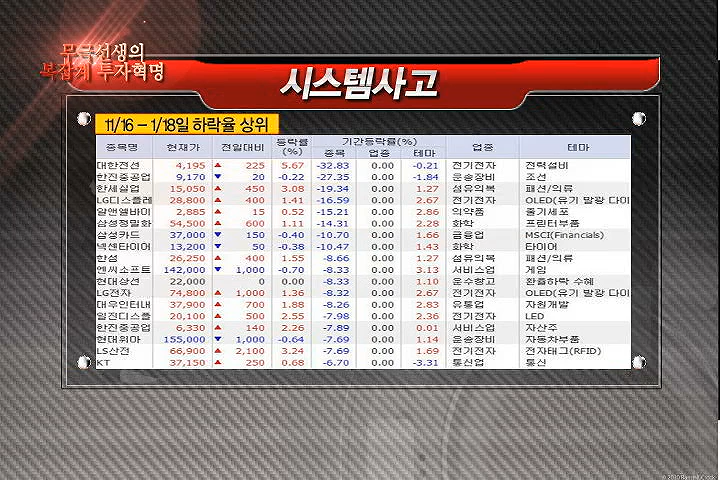 무극선생의
복잡계 투자혁명
시스템사고
11/16 – 1/18일 하락율 상위
종목명 현재가 전일대비 등락률 (%) 기간등락률(%) 업종 테마
종목 업종 테마
대한전선 4,195 ▲ 225 5.67 -32.83 0.00 -0.21 전기전자 전력설비
한진중공업 9,170 ▼ 20 -0.22 -27.35 0.00 -1.84 운송장비 조선
한세실업 15,050 ▲ 450 3.08 -19.34 0.00 1.27 섬유의복 패션/의류
LG디스플레 28,800 ▲ 400 1.41 -16.59 0.00 2.67 전기전자 OLED(유기 발광 다이
알앤엘바이 2,885 ▲ 15 0.52 -15.21 0.00 2.86 의약품 줄기세포
삼성정밀화 54,500 ▲ 600 1.11 -14.31 0.00 2.28 화학 프린터부품
삼성카드 37,000 ▼ 150 -0.40 -10.70 0.00 1.66 금융업 MSCI(Financials)
넥센타이어 13,200 ▼ 50 -0.38 -10.47 0.00 1.43 화학 타이어
한섬 26,250 ▲ 400 1.55 -8.66 0.00 1.27 섬유의복 패션/의류
엔씨소프트 142,000 ▼ 1,000 -0.70 -8.33 0.00 3.13 서비스업 게임
현대상선 22,000 0 0.00 -8.33 0.00 1.10 운수창고 환율하락 수혜
LG전자 74,800 ▲ 1,000 1.36 -8.32 0.00 2.67 전기전자 OLED(유기 발광 다이
대우인터내 37,900 ▲ 700 1.88 -8.26 0.00 2.83 유통업 자원개발
일진디스플 20,100 ▲ 500 2.55 -7.98 0.00 2.36 전기전자 LED
한진중공업 6,330 ▲ 140 2.26 -7.89 0.00 0.01 서비스업 자산주
현대위아 155,000 ▼ 1,000 -0.64 -7.69 0.00 1.14 운송장비 자동차부품
LS산전 66,900 ▲ 2,100 3.24 -7.69 0.00 1.69 전기전자 전자태그(RFID)
KT 37,150 ▲ 250 0.68 -6.70 0.00 -3.31 통신업 통신